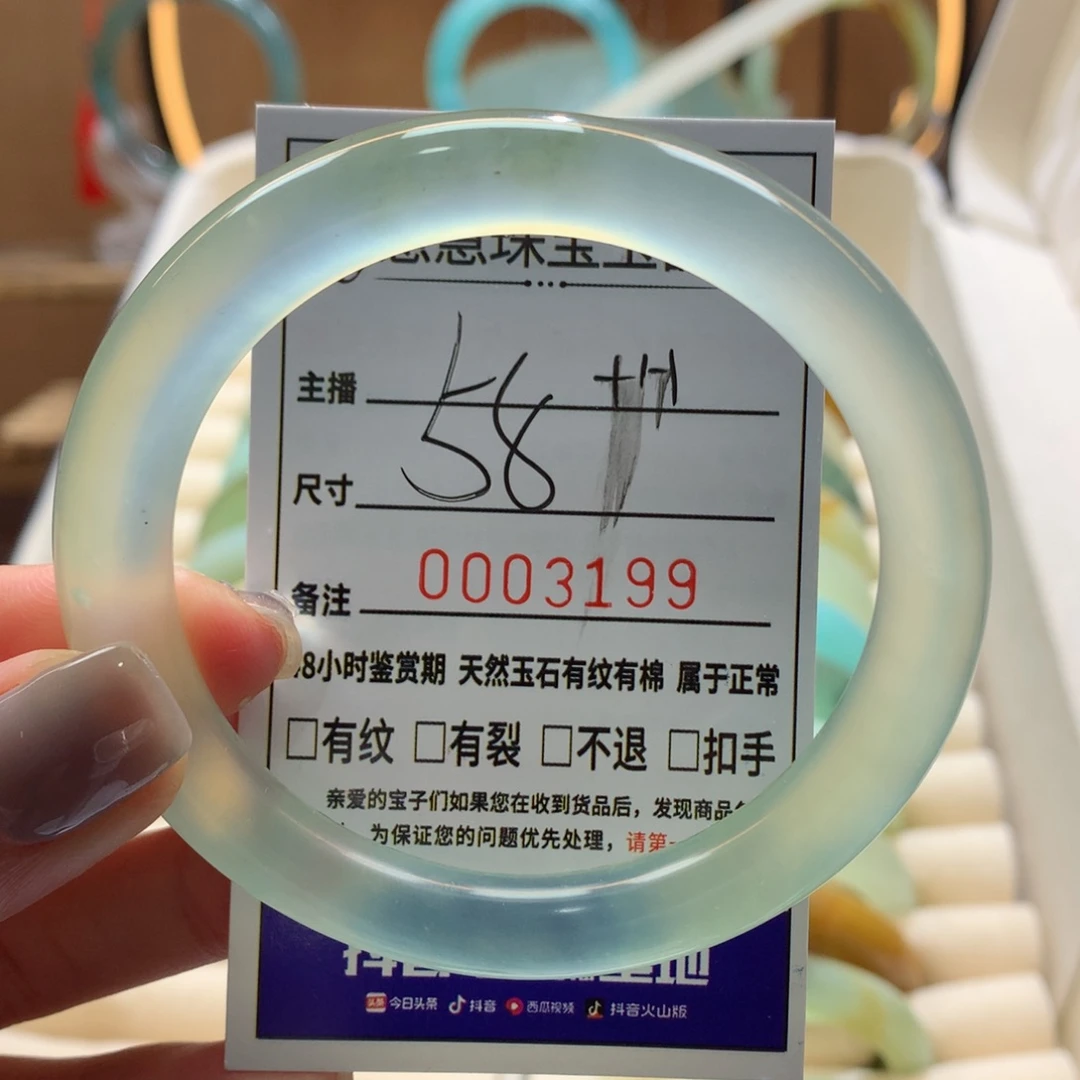 珠宝玉
主播
58
尺寸
备注 0003199
8小时鉴赏期 天然玉石有纹有棉 属于正常
□有纹 □有裂 □不退 □扣手
亲爱的宝子们如果您在收到货品后，发现商品
为保证您的问题优先处理，请第一
今日头条 抖音 西瓜视频 抖音火山版